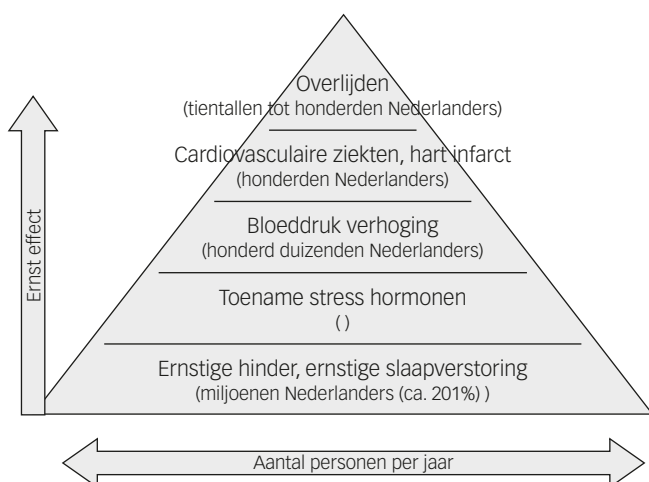 Overlijden
(tientallen tot honderden Nederlanders)
Cardiovasculaire ziekten, hart infarct
(honderden Nederlanders)
Bloeddruk verhoging
(honderd duizenden Nederlanders)
Toename stress hormonen
( )
Ernstige hinder, ernstige slaapverstoring
(miljoenen Nederlanders (ca. 201%) )
Ernst effect
Aantal personen per jaar